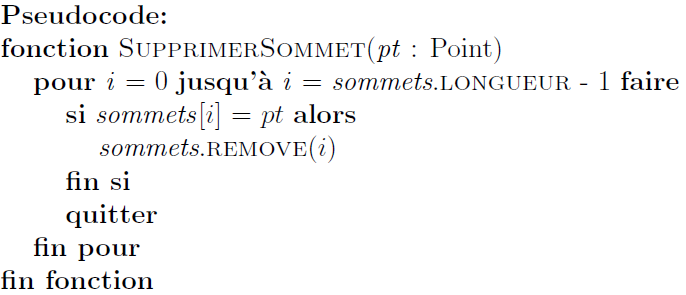 Pseudocode:
fonction SUPPRIMERSOMMET(pt : Point)
pour i = 0 jusqu'à i = sommets.LONGUEUR - 1 faire
si sommets[i] = pt alors
sommets.REMOVE(i)
fin si
quitter
fin pour
fin fonction